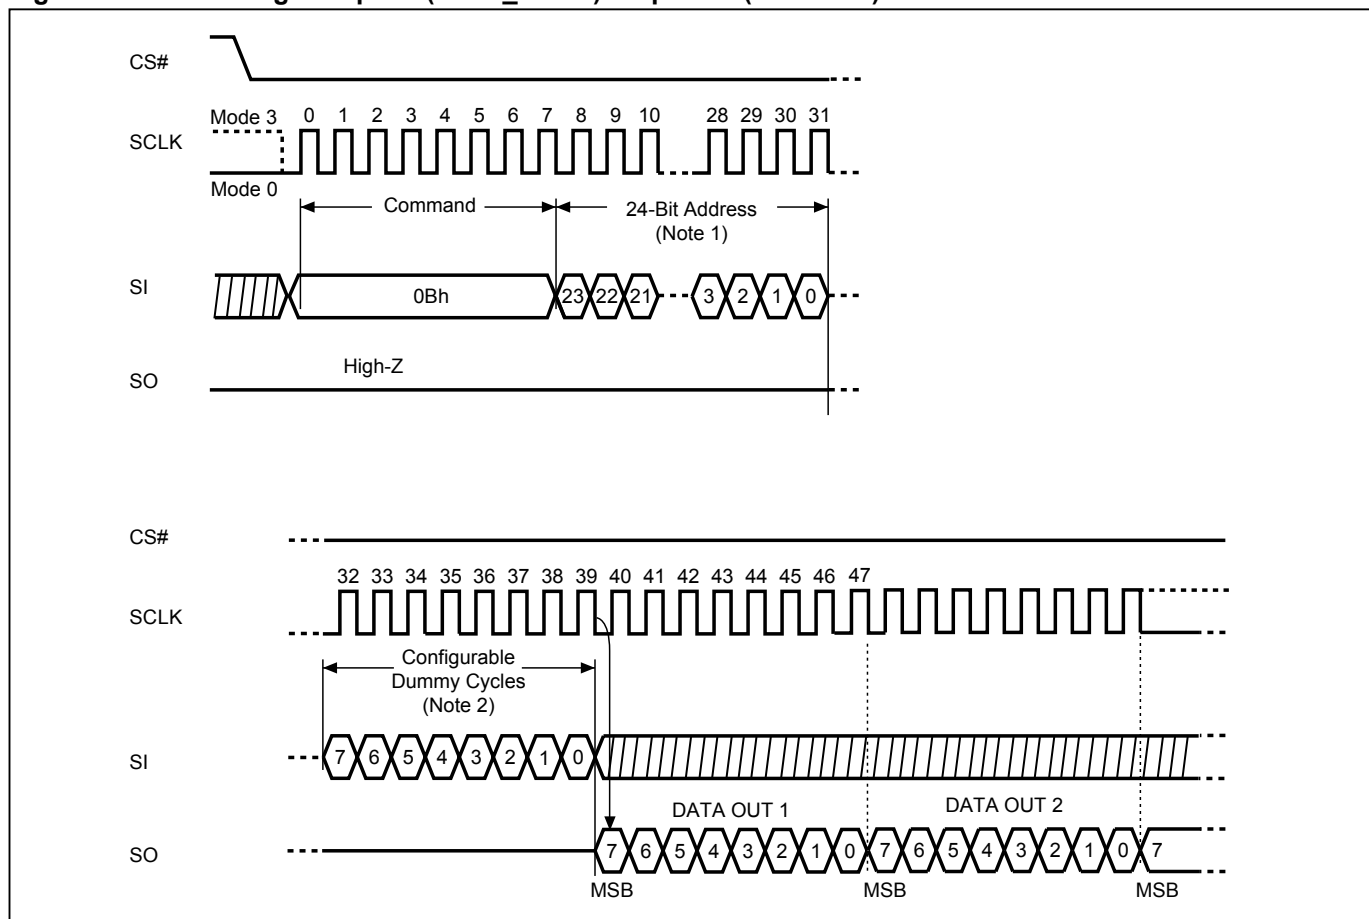 CS#
Mode 3 0 1 2 3 4 5 6 7 8 9 10 28 29 30 31
SCLK
Mode 0
Command 24-Bit Address
(Note 1)
SI 0Bh 23 22 21 3 2 1 0
High-Z
SO
CS#
32 33 34 35 36 37 38 39 40 41 42 43 44 45 46 47
SCLK
Configurable
Dummy Cycles
(Note 2)
SI 7 6 5 4 3 2 1 0
DATA OUT 1 DATA OUT 2
SO 7 6 5 4 3 2 1 0 7 6 5 4 3 2 1 0 7
MSB MSB MSB